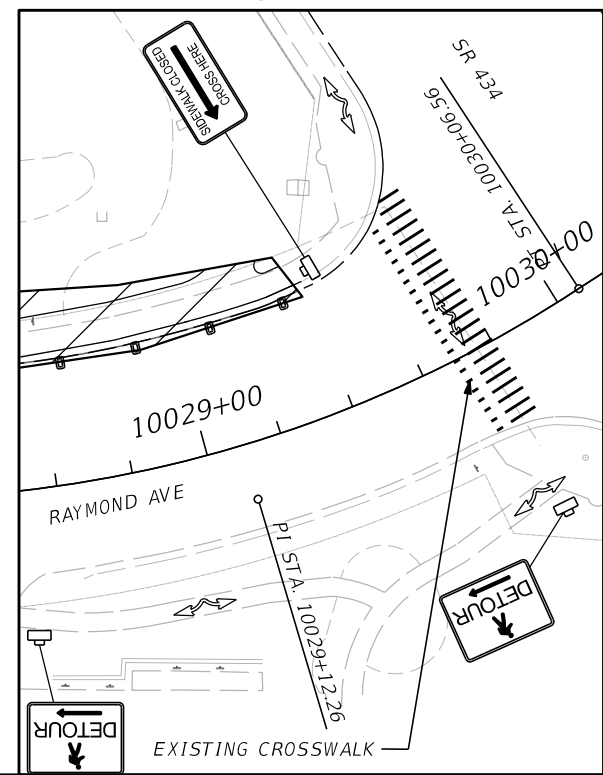 SIDEWALK CLOSED
CROSS HERE
SR 434
STA. 10030+06.56
10030+00
10029+00
RAYMOND AVE
PI STA. 10029+12.26
DETOUR
DETOUR
EXISTING CROSSWALK